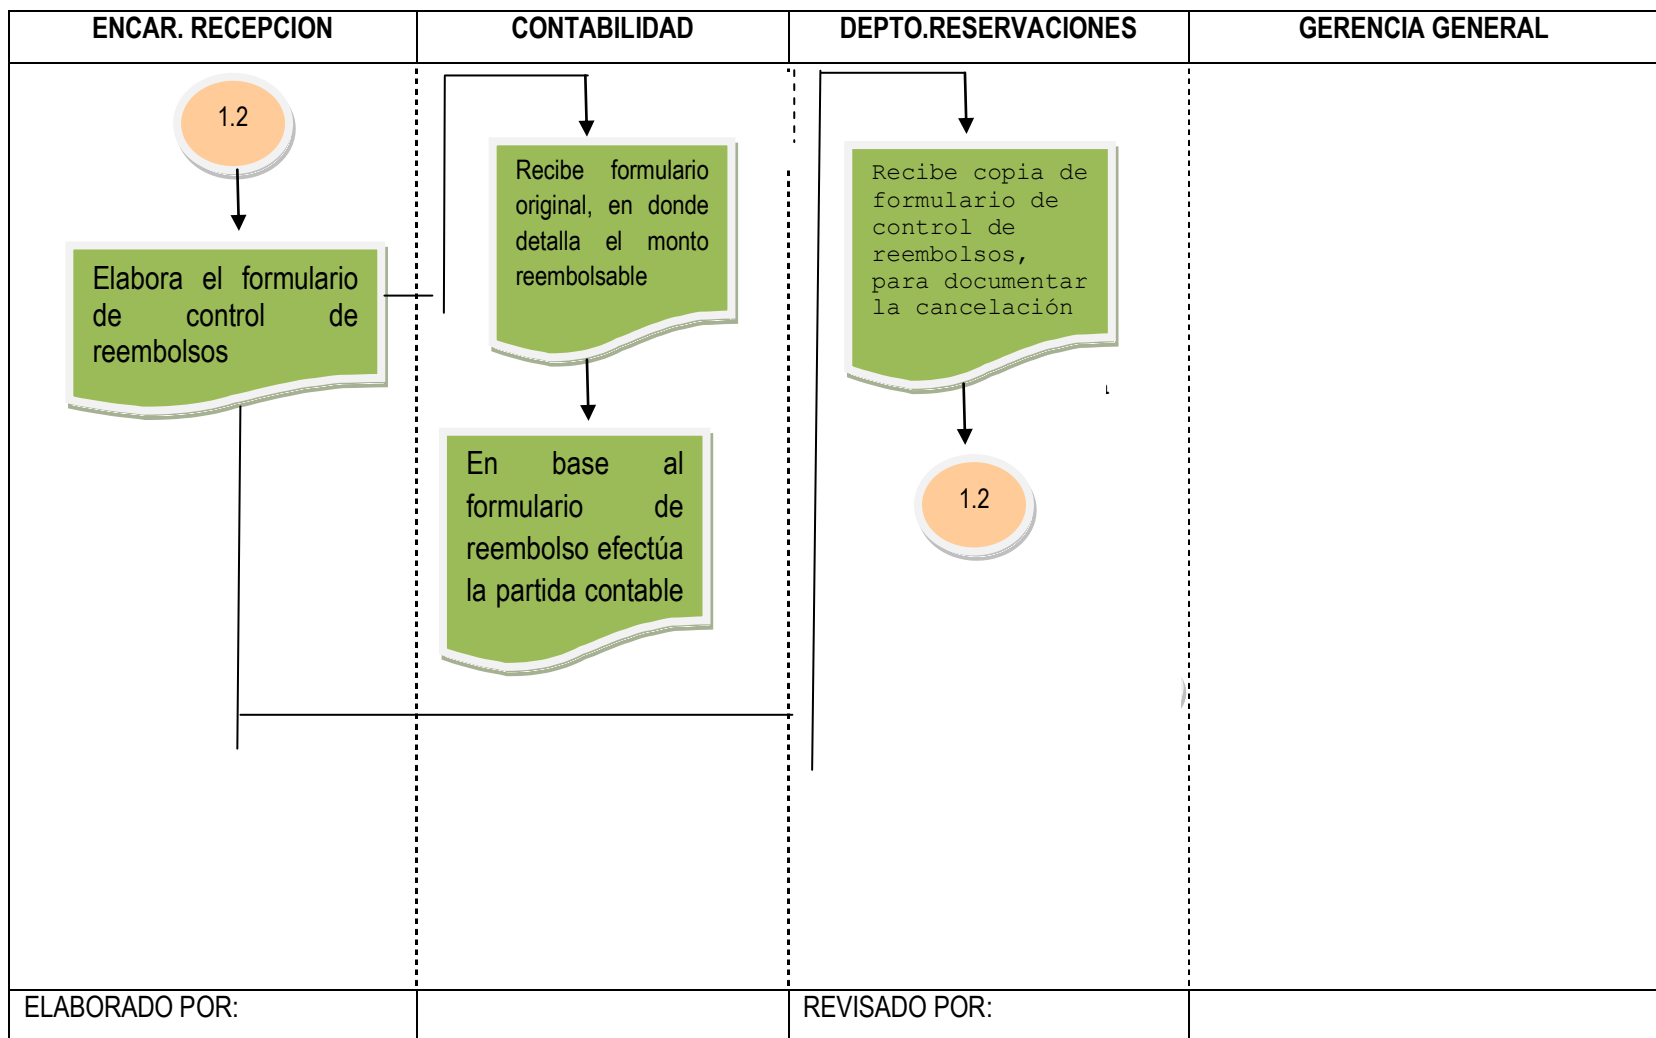 ENCAR. RECEPCION
CONTABILIDAD
DEPTO.RESERVACIONES
GERENCIA GENERAL
1.2
Elabora el formulario
de control de
reembolsos
Recibe formulario
original, en donde
detalla el monto
reembolsable
En base al
formulario de
reembolso efectúa
la partida contable
Recibe copia de
formulario de
control de
reembolsos,
para documentar
la cancelación
1.2
ELABORADO POR:
REVISADO POR: